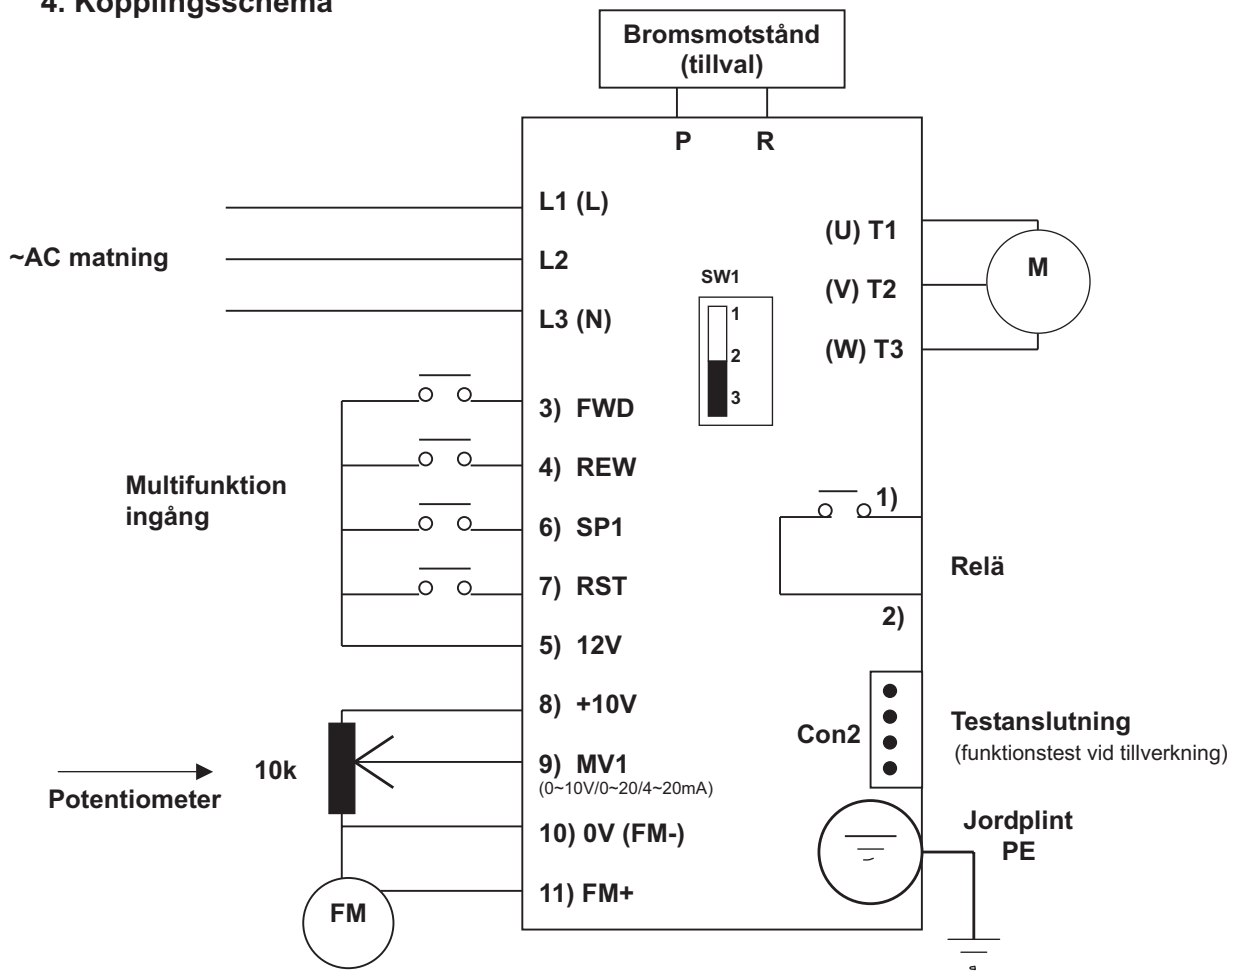 4. Kopplingsschema
Bromsmotstånd
(tillval)
P R
L1 (L)
~AC matning
L2
L3 (N)
(U) T1
(V) T2
(W) T3
M
SW1
1
2
3
Multifunktion
ingång
3) FWD
4) REW
6) SP1
7) RST
5) 12V
1)
Relä
2)
8) +10V
10k
Potentiometer
9) MV1
(0~10V/0~20/4~20mA)
10) 0V (FM-)
11) FM+
FM
Con2
Testanslutning
(funktionstest vid tillverkning)
Jordplint
PE